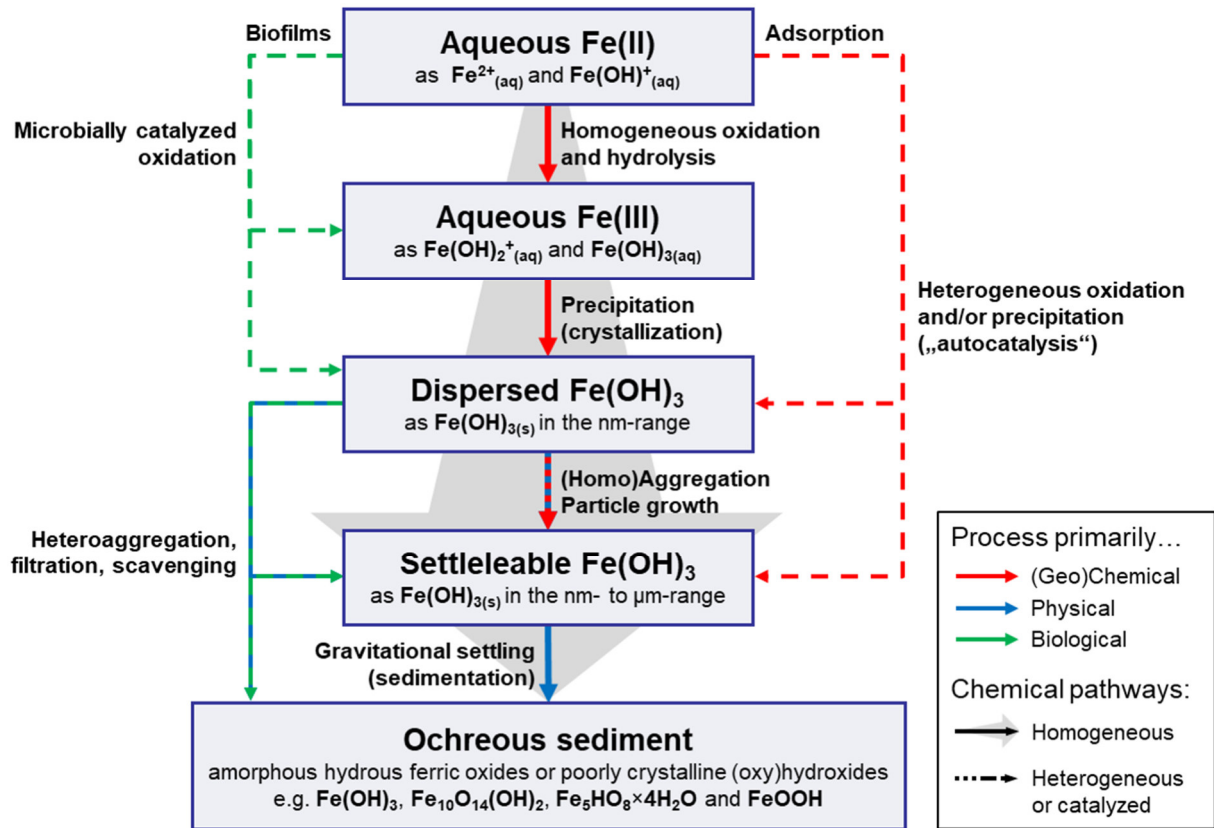 Biofilms
Aqueous Fe(II)
as Fe²⁺(aq) and Fe(OH)⁺(aq)
Adsorption
Microbially catalyzed
oxidation
Homogeneous oxidation
and hydrolysis
Aqueous Fe(III)
as Fe(OH)₂⁺(aq) and Fe(OH)₃(aq)
Precipitation
(crystallization)
Heterogeneous oxidation
and/or precipitation
(„autocatalysis“)
Dispersed Fe(OH)₃
as Fe(OH)₃(s) in the nm-range
(Homo)Aggregation
Particle growth
Heteroaggregation,
filtration, scavenging
Settleleable Fe(OH)₃
as Fe(OH)₃(s) in the nm- to µm-range
Gravitational settling
(sedimentation)
Ochreous sediment
amorphous hydrous ferric oxides or poorly crystalline (oxy)hydroxides
e.g. Fe(OH)₃, Fe₁₀O₁₄(OH)₂, Fe₅HO₈×4H₂O and FeOOH
Process primarily…
(Geo)Chemical
Physical
Biological
Chemical pathways:
Homogeneous
Heterogeneous
or catalyzed